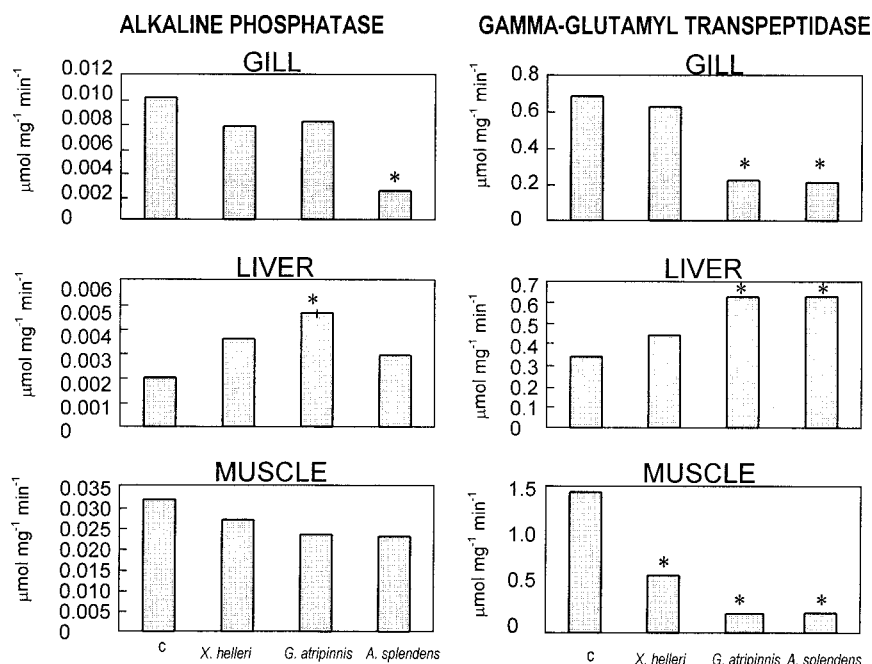 ALKALINE PHOSPHATASE
GILL
µmol mg-1 min-1
0.012
0.010
0.008
0.006
0.004
0.002
0
*
LIVER
µmol mg-1 min-1
0.006
0.005
0.004
0.003
0.002
0.001
0
*
MUSCLE
µmol mg-1 min-1
0.035
0.030
0.025
0.020
0.015
0.010
0.005
0
c
X. helleri
G. atripinnis
A. splendens
GAMMA-GLUTAMYL TRANSPEPTIDASE
GILL
µmol mg-1 min-1
0.8
0.6
0.4
0.2
0
* *
LIVER
µmol mg-1 min-1
0.7
0.6
0.5
0.4
0.3
0.2
0.1
0
* *
MUSCLE
µmol mg-1 min-1
1.5
1.0
0.5
0
* * *
c
X. helleri
G. atripinnis
A. splendens